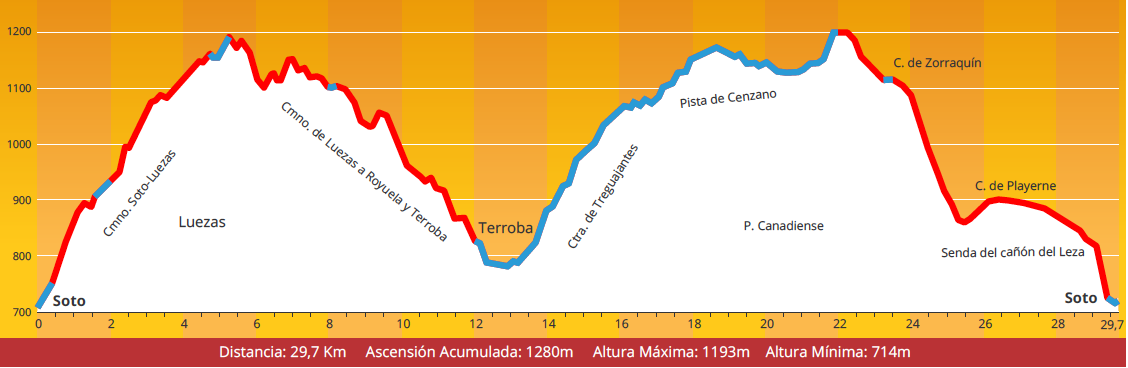 1200
1100
1000
900
800
700
C. de Zorraquín
Pista de Cenzano
Cmno. de Luezas a Royuela y Terroba
Cmno. Soto-Luezas
Ctra. de Treguajantes
C. de Playerne
Luezas
Terroba
P. Canadiense
Senda del cañón del Leza
Soto
Soto
0 2 4 6 8 10 12 14 16 18 20 22 24 26 28 29,7
Distancia: 29,7 Km Ascensión Acumulada: 1280m Altura Máxima: 1193m Altura Mínima: 714m